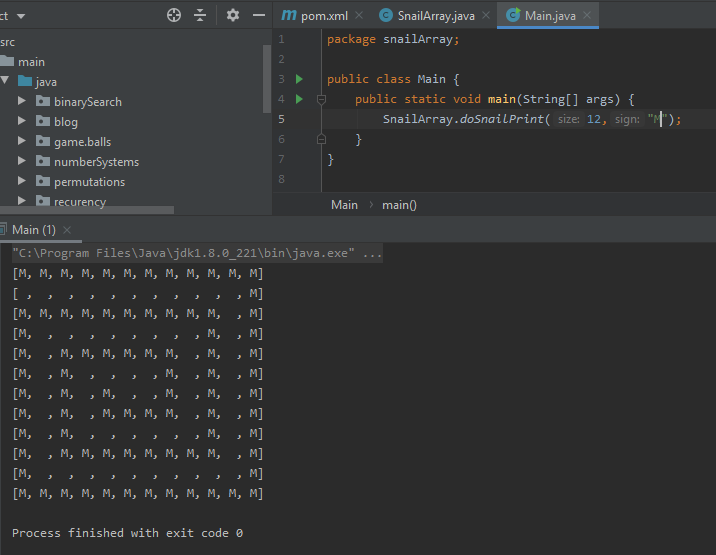 ct
pom.xml
SnailArray.java
Main.java
src
main
java
binarySearch
blog
game.balls
numberSystems
permutations
recurency
1 package snailArray;
2
3 public class Main {
4 public static void main(String[] args) {
5 SnailArray.doSnailPrint( size: 12, sign: "M");
6 }
7 }
8
Main > main()
Main (1)
"C:\Program Files\Java\jdk1.8.0_221\bin\java.exe" ...
[M, M, M, M, M, M, M, M, M, M, M, M]
[ ,  ,  ,  ,  ,  ,  ,  ,  ,  ,  , M]
[M, M, M, M, M, M, M, M, M, M,  , M]
[M,  ,  ,  ,  ,  ,  ,  ,  , M,  , M]
[M,  , M, M, M, M, M, M,  , M,  , M]
[M,  , M,  ,  ,  ,  , M,  , M,  , M]
[M,  , M,  , M,  ,  , M,  , M,  , M]
[M,  , M,  , M, M, M, M,  , M,  , M]
[M,  , M,  ,  ,  ,  ,  ,  , M,  , M]
[M,  , M, M, M, M, M, M, M, M,  , M]
[M,  ,  ,  ,  ,  ,  ,  ,  ,  ,  , M]
[M, M, M, M, M, M, M, M, M, M, M, M]
Process finished with exit code 0